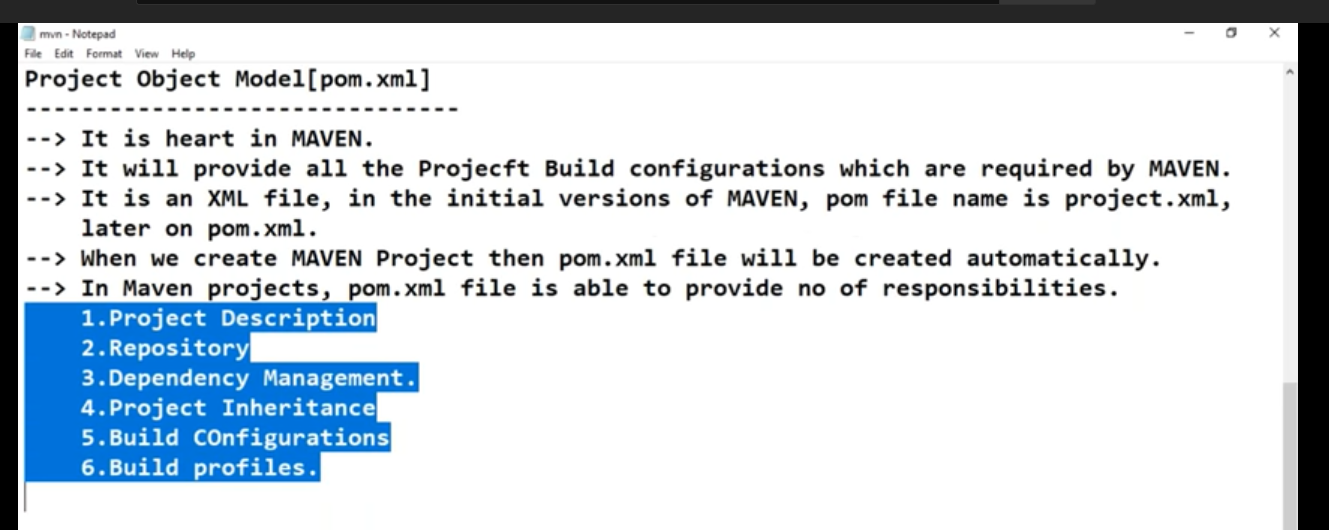 mvn - Notepad
File Edit Format View Help
Project Object Model[pom.xml]
-------------------------------
--> It is heart in MAVEN.
--> It will provide all the Projecft Build configurations which are required by MAVEN.
--> It is an XML file, in the initial versions of MAVEN, pom file name is project.xml,
later on pom.xml.
--> When we create MAVEN Project then pom.xml file will be created automatically.
--> In Maven projects, pom.xml file is able to provide no of responsibilities.
1.Project Description
2.Repository
3.Dependency Management.
4.Project Inheritance
5.Build COnfigurations
6.Build profiles.